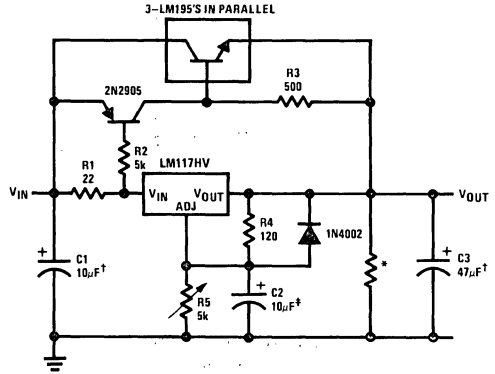 3–LM195'S IN PARALLEL
2N2905
R3
500
R2
5k
LM117HV
R1
22
VIN
VIN
VOUT
ADJ
VOUT
R4
120
1N4002
*
C1
10μF†
R5
5k
C2
10μF‡
C3
47μF†
+
+
+